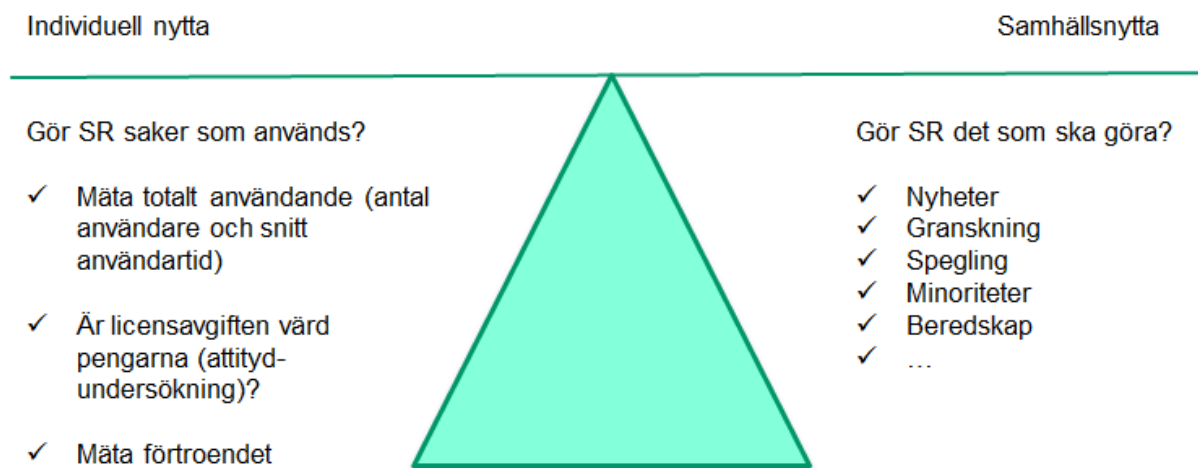 Individuell nytta
Samhällsnytta
Gör SR saker som används?
✓ Mäta totalt användande (antal
användare och snitt
användartid)
✓ Är licensavgiften värd
pengarna (attityd-
undersökning)?
✓ Mäta förtroendet
Gör SR det som ska göra?
✓ Nyheter
✓ Granskning
✓ Spegling
✓ Minoriteter
✓ Beredskap
✓ …